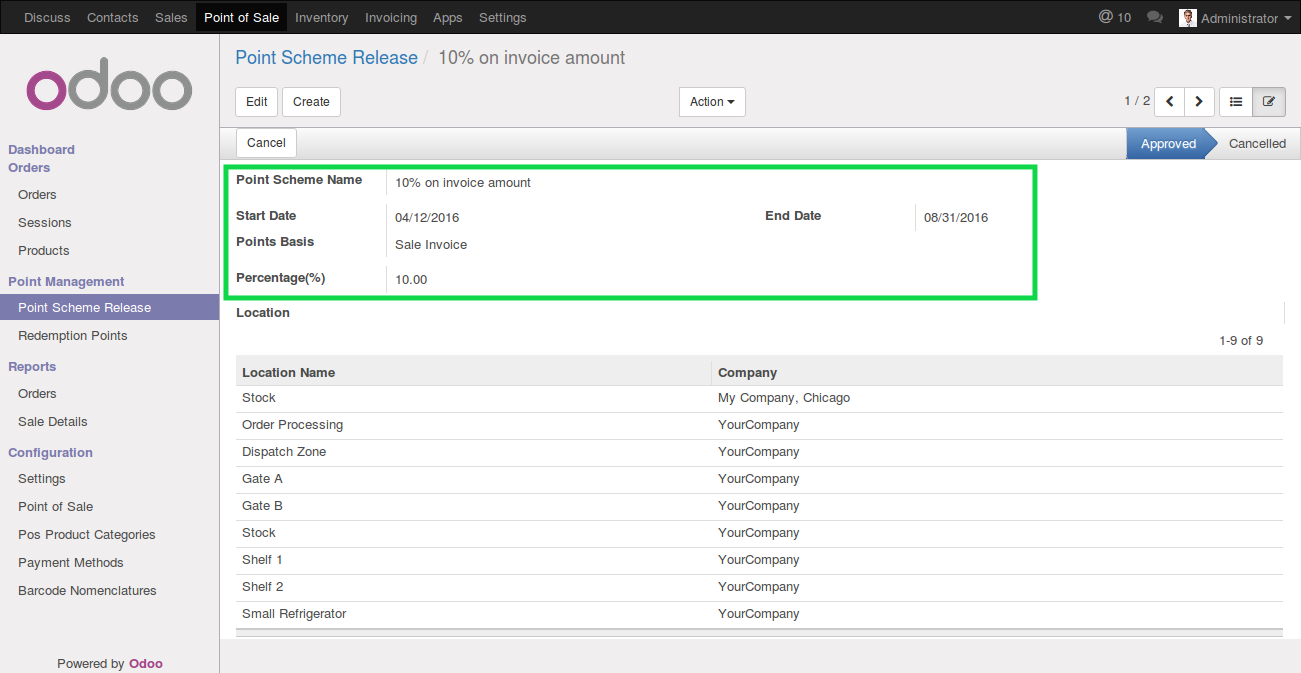 Discuss Contacts Sales Point of Sale Inventory Invoicing Apps Settings @ 10 Administrator
odoo
Dashboard
Orders
Orders
Sessions
Products
Point Management
Point Scheme Release
Redemption Points
Reports
Orders
Sale Details
Configuration
Settings
Point of Sale
Pos Product Categories
Payment Methods
Barcode Nomenclatures
Powered by Odoo
Point Scheme Release / 10% on invoice amount
Edit Create Action 1 / 2
Cancel Approved Cancelled
Point Scheme Name 10% on invoice amount
Start Date 04/12/2016 End Date 08/31/2016
Points Basis Sale Invoice
Percentage(%) 10.00
Location
1-9 of 9
Location Name Company
Stock My Company, Chicago
Order Processing YourCompany
Dispatch Zone YourCompany
Gate A YourCompany
Gate B YourCompany
Stock YourCompany
Shelf 1 YourCompany
Shelf 2 YourCompany
Small Refrigerator YourCompany